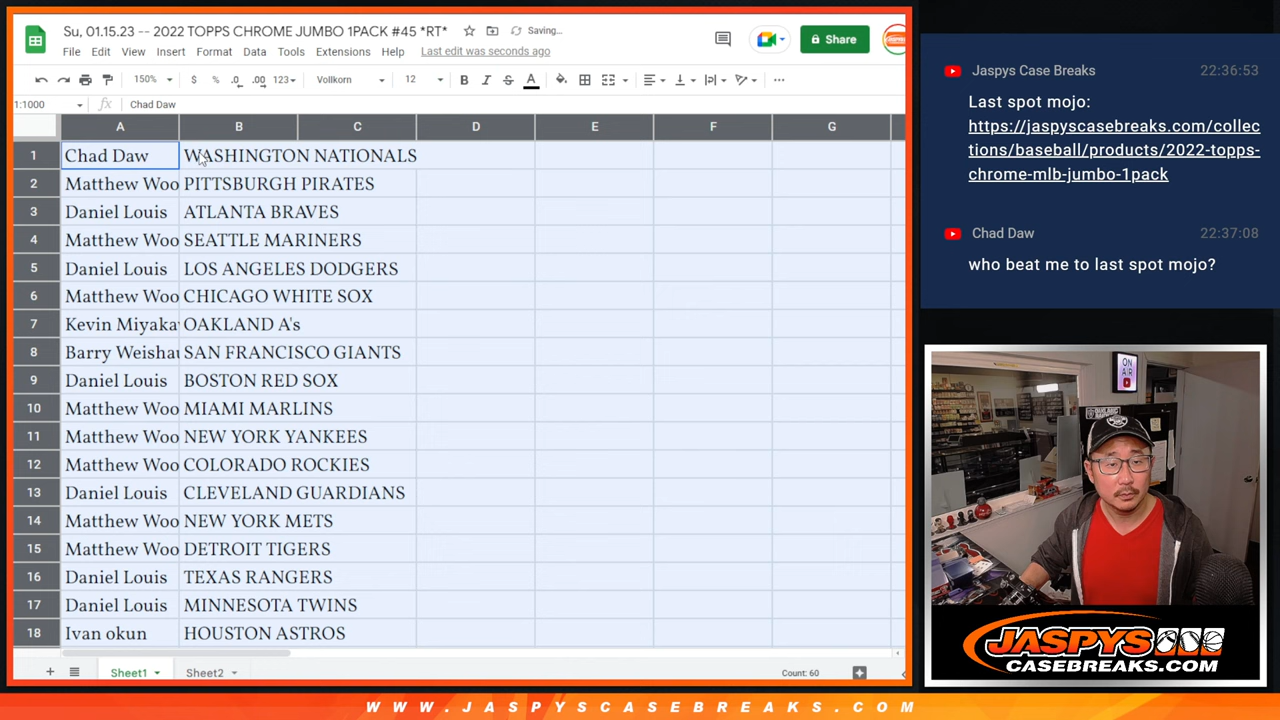 Su, 01.15.23 -- 2022 TOPPS CHROME JUMBO 1PACK #45 *RT*
Saving...
File Edit View Insert Format Data Tools Extensions Help Last edit was seconds ago
Share
150% $ % .0 .00 123 Vollkorn 12 B I S A
1:1000 fx Chad Daw
A B C D E F G
1 Chad Daw WASHINGTON NATIONALS
2 Matthew Woo PITTSBURGH PIRATES
3 Daniel Louis ATLANTA BRAVES
4 Matthew Woo SEATTLE MARINERS
5 Daniel Louis LOS ANGELES DODGERS
6 Matthew Woo CHICAGO WHITE SOX
7 Kevin Miyaka OAKLAND A's
8 Barry Weishau SAN FRANCISCO GIANTS
9 Daniel Louis BOSTON RED SOX
10 Matthew Woo MIAMI MARLINS
11 Matthew Woo NEW YORK YANKEES
12 Matthew Woo COLORADO ROCKIES
13 Daniel Louis CLEVELAND GUARDIANS
14 Matthew Woo NEW YORK METS
15 Matthew Woo DETROIT TIGERS
16 Daniel Louis TEXAS RANGERS
17 Daniel Louis MINNESOTA TWINS
18 Ivan okun HOUSTON ASTROS
Sheet1 Sheet2 Count: 60
Jaspys Case Breaks 22:36:53
Last spot mojo:
https://jaspyscasebreaks.com/collec
tions/baseball/products/2022-topps-
chrome-mlb-jumbo-1pack
Chad Daw 22:37:08
who beat me to last spot mojo?
ON
AIR
JASPYS
CASEBREAKS.COM
WWW.JASPYSCASEBREAKS.COM